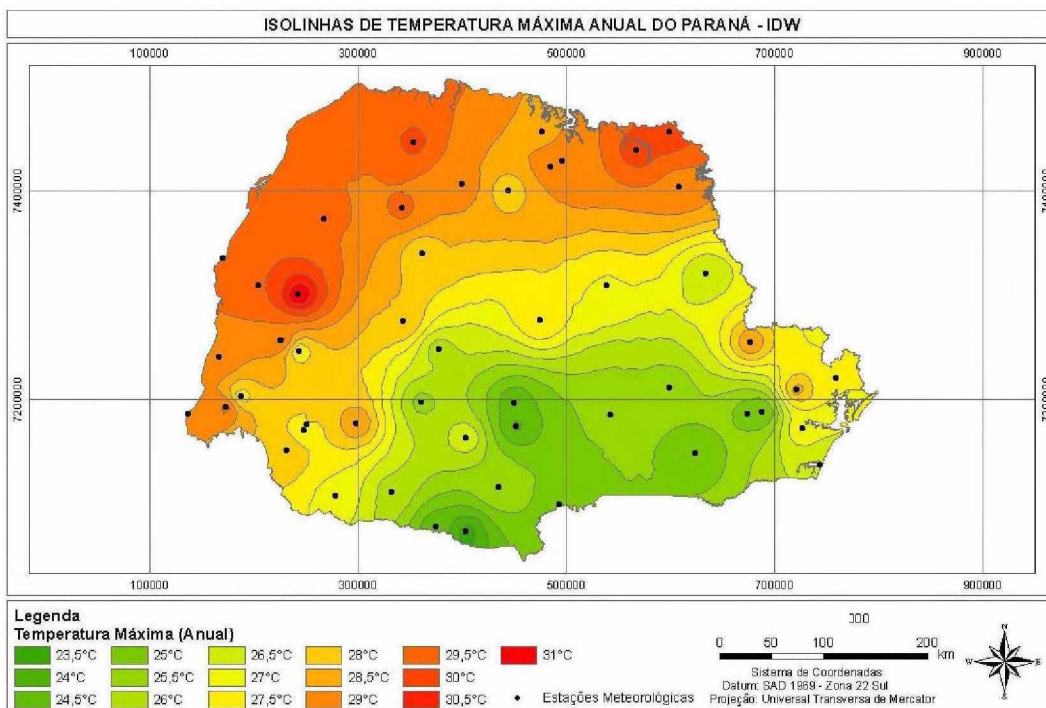 ISOLINHAS DE TEMPERATURA MÁXIMA ANUAL DO PARANÁ - IDW
100000 300000 500000 700000 900000
7400000 7400000
7200000 7200000
100000 300000 500000 700000 900000
Legenda
Temperatura Máxima (Anual)
23,5°C 25°C 26,5°C 28°C 29,5°C 31°C
24°C 25,5°C 27°C 28,5°C 30°C
24,5°C 26°C 27,5°C 29°C 30,5°C Estações Meteorológicas
0 50 100 200
km
Sistema de Coordenadas
Datum: SAD 1969 - Zona 22 Sul
Projeção: Universal Transversa de Mercator
N
W E
S